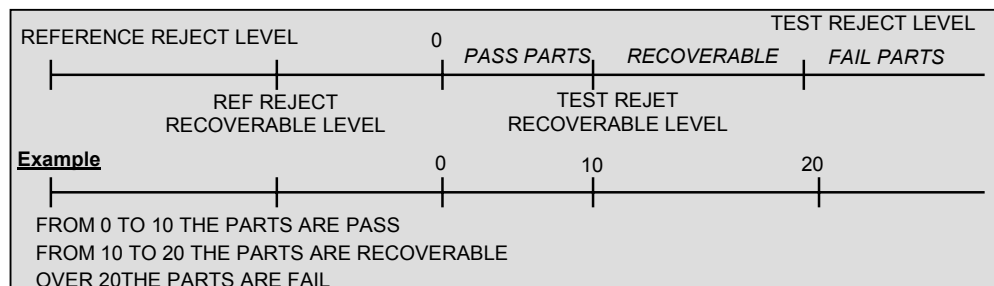 TEST REJECT LEVEL
REFERENCE REJECT LEVEL
0
PASS PARTS
RECOVERABLE
FAIL PARTS
REF REJECT
RECOVERABLE LEVEL
TEST REJET
RECOVERABLE LEVEL
Example
0
10
20
FROM 0 TO 10 THE PARTS ARE PASS
FROM 10 TO 20 THE PARTS ARE RECOVERABLE
OVER 20THE PARTS ARE FAIL